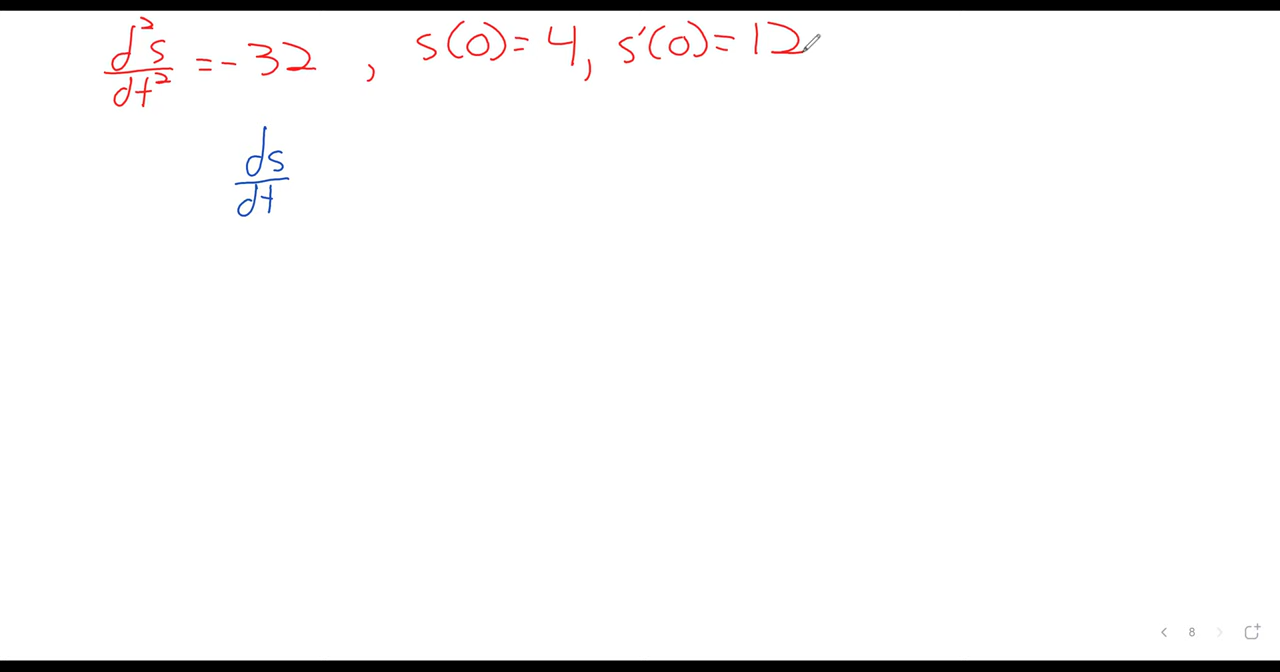 d²s/dt² = -32 , s(0) = 4, s'(0) = 12
ds/dt
8